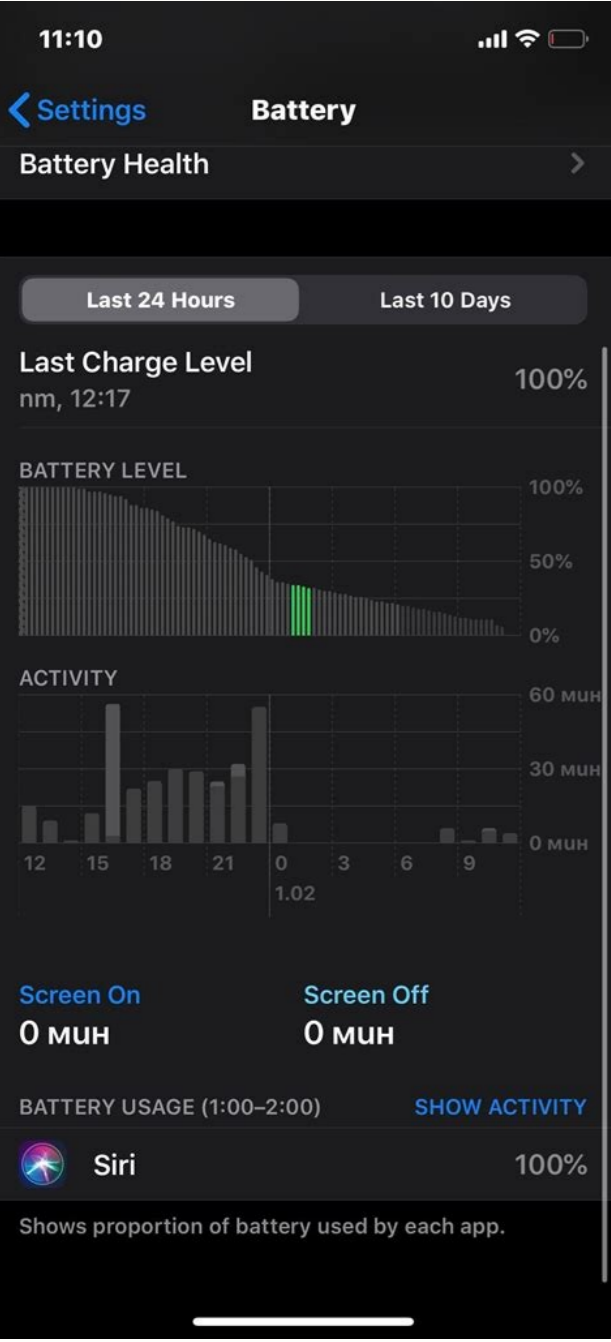 11:10
Settings
Battery
Battery Health
Last 24 Hours
Last 10 Days
Last Charge Level
100%
nm, 12:17
BATTERY LEVEL
100%
50%
0%
ACTIVITY
60 мин
30 мин
0 мин
12 15 18 21 0 3 6 9
1.02
Screen On
Screen Off
0 мин
0 мин
BATTERY USAGE (1:00–2:00)
SHOW ACTIVITY
Siri
100%
Shows proportion of battery used by each app.